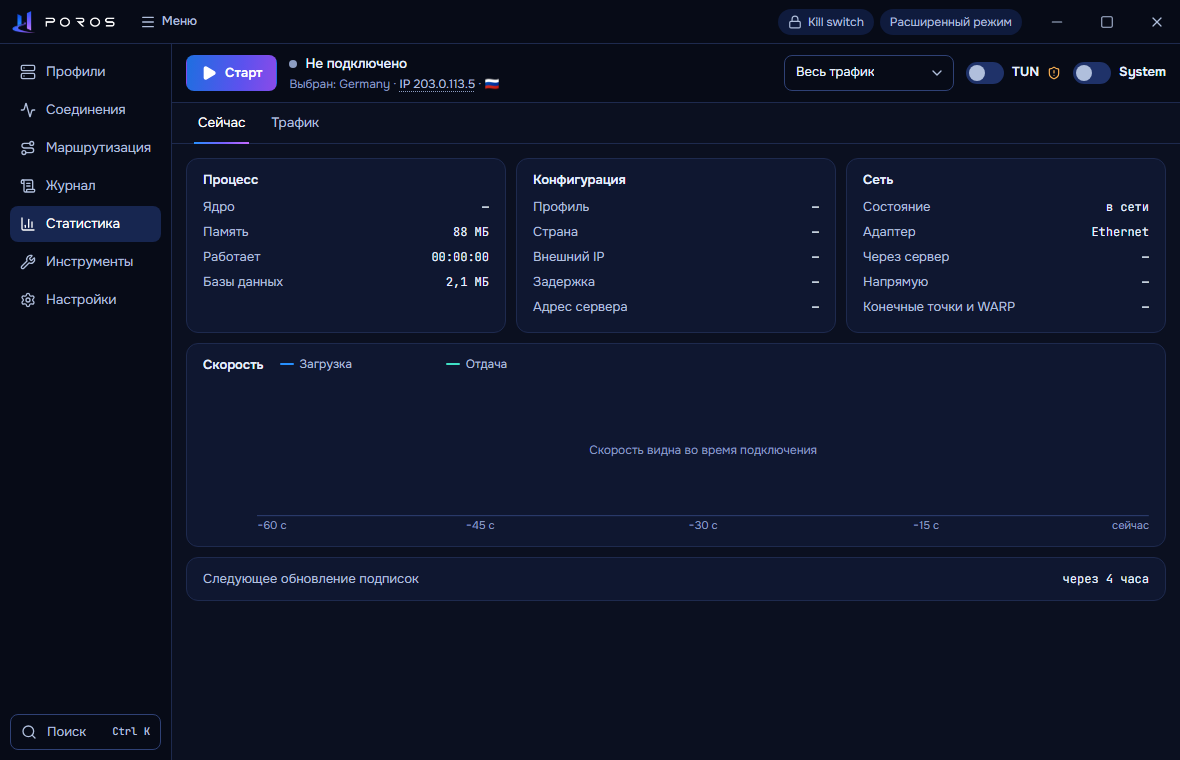 POROS
Меню
Kill switch
Расширенный режим
Профили
Соединения
Маршрутизация
Журнал
Статистика
Инструменты
Настройки
Поиск Ctrl K
Старт
Не подключено
Выбран: Germany · IP 203.0.113.5 ·
Весь трафик
TUN
System
Сейчас
Трафик
Процесс
Ядро –
Память 88 МБ
Работает 00:00:00
Базы данных 2,1 МБ
Конфигурация
Профиль –
Страна –
Внешний IP –
Задержка –
Адрес сервера –
Сеть
Состояние в сети
Адаптер Ethernet
Через сервер –
Напрямую –
Конечные точки и WARP –
Скорость
Загрузка
Отдача
Скорость видна во время подключения
−60 с
−45 с
−30 с
−15 с
сейчас
Следующее обновление подписок через 4 часа